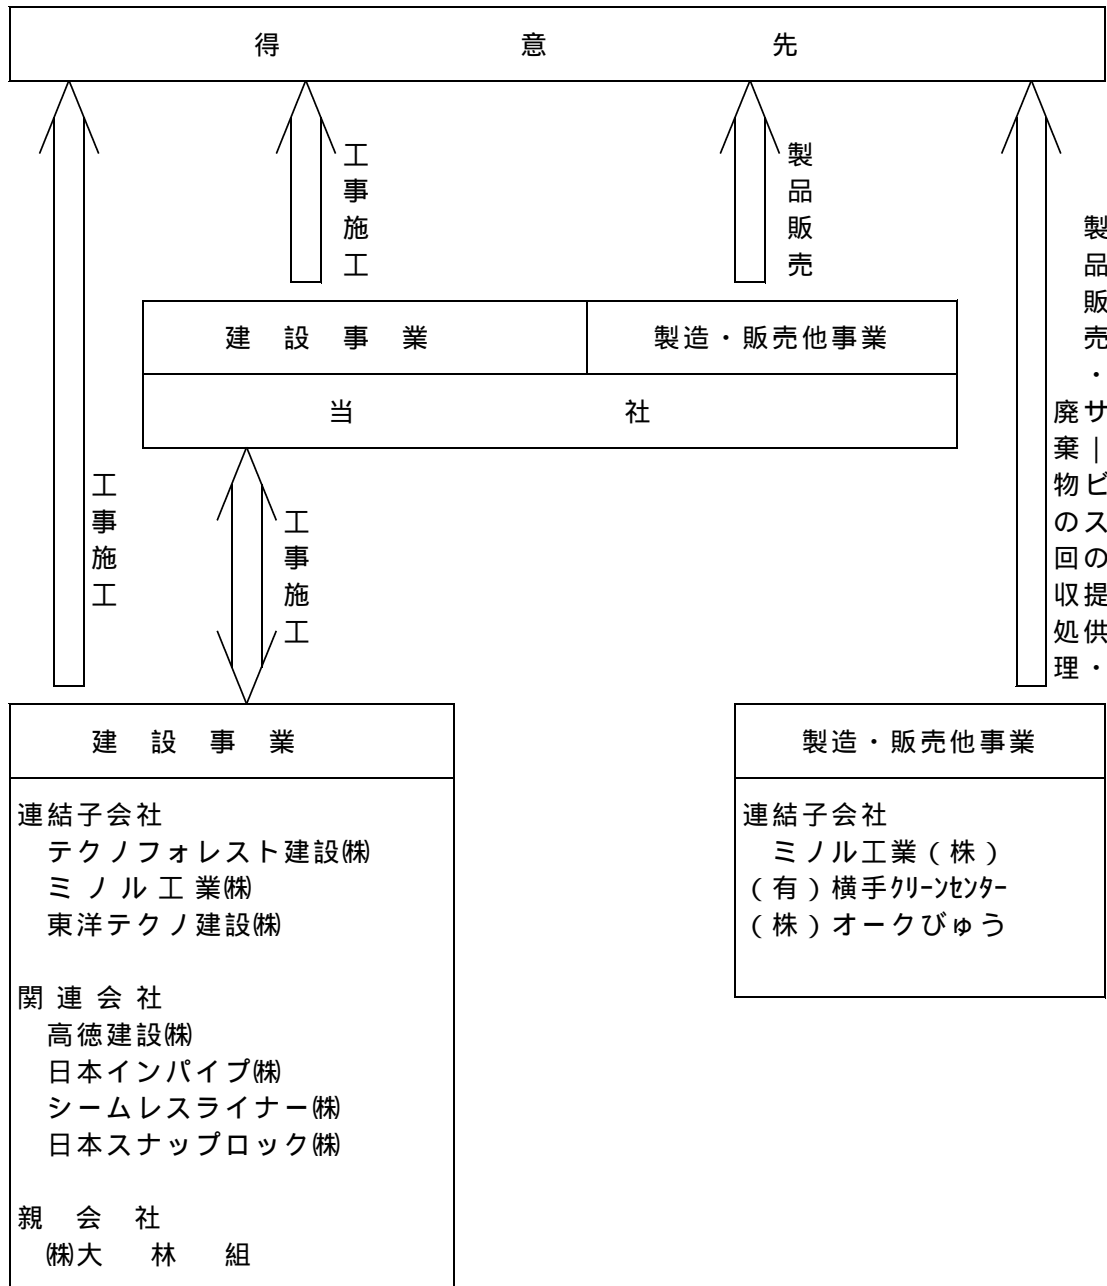 得意先
工事施工
製品販売
建設事業
製造・販売他事業
当社
工事施工
工事施工
製品販売・サービスの提供・
廃棄物の回収処理
建設事業
連結子会社
テクノフォレスト建設㈱
ミノル工業㈱
東洋テクノ建設㈱
関連会社
高徳建設㈱
日本インパイプ㈱
シームレスライナー㈱
日本スナップロック㈱
親会社
㈱大林組
製造・販売他事業
連結子会社
ミノル工業(株)
(有)横手ｸﾘｰﾝｾﾝﾀｰ
(株)オークびゅう